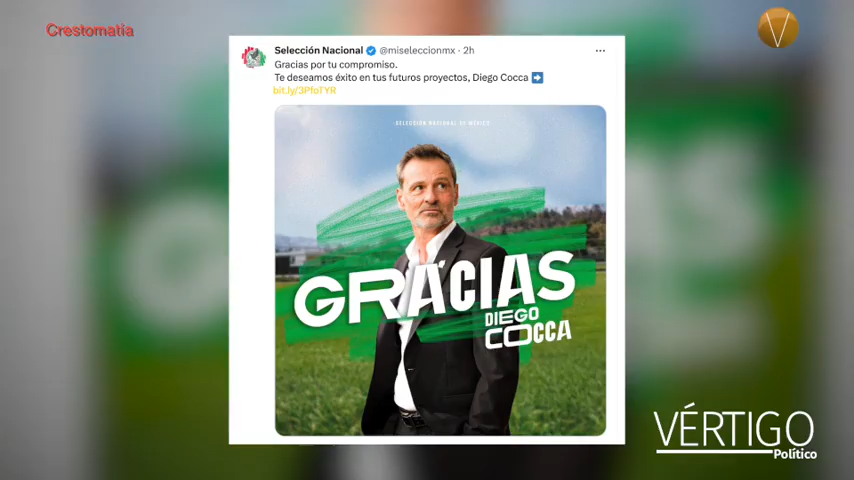 Crestomatía
Selección Nacional @miseleccionmx · 2h
Gracias por tu compromiso.
Te deseamos éxito en tus futuros proyectos, Diego Cocca
bit.ly/3PfoTYR
SELECCIÓN NACIONAL DE MÉXICO
GRACIAS
DIEGO
COCCA
V
VÉRTIGO
Político